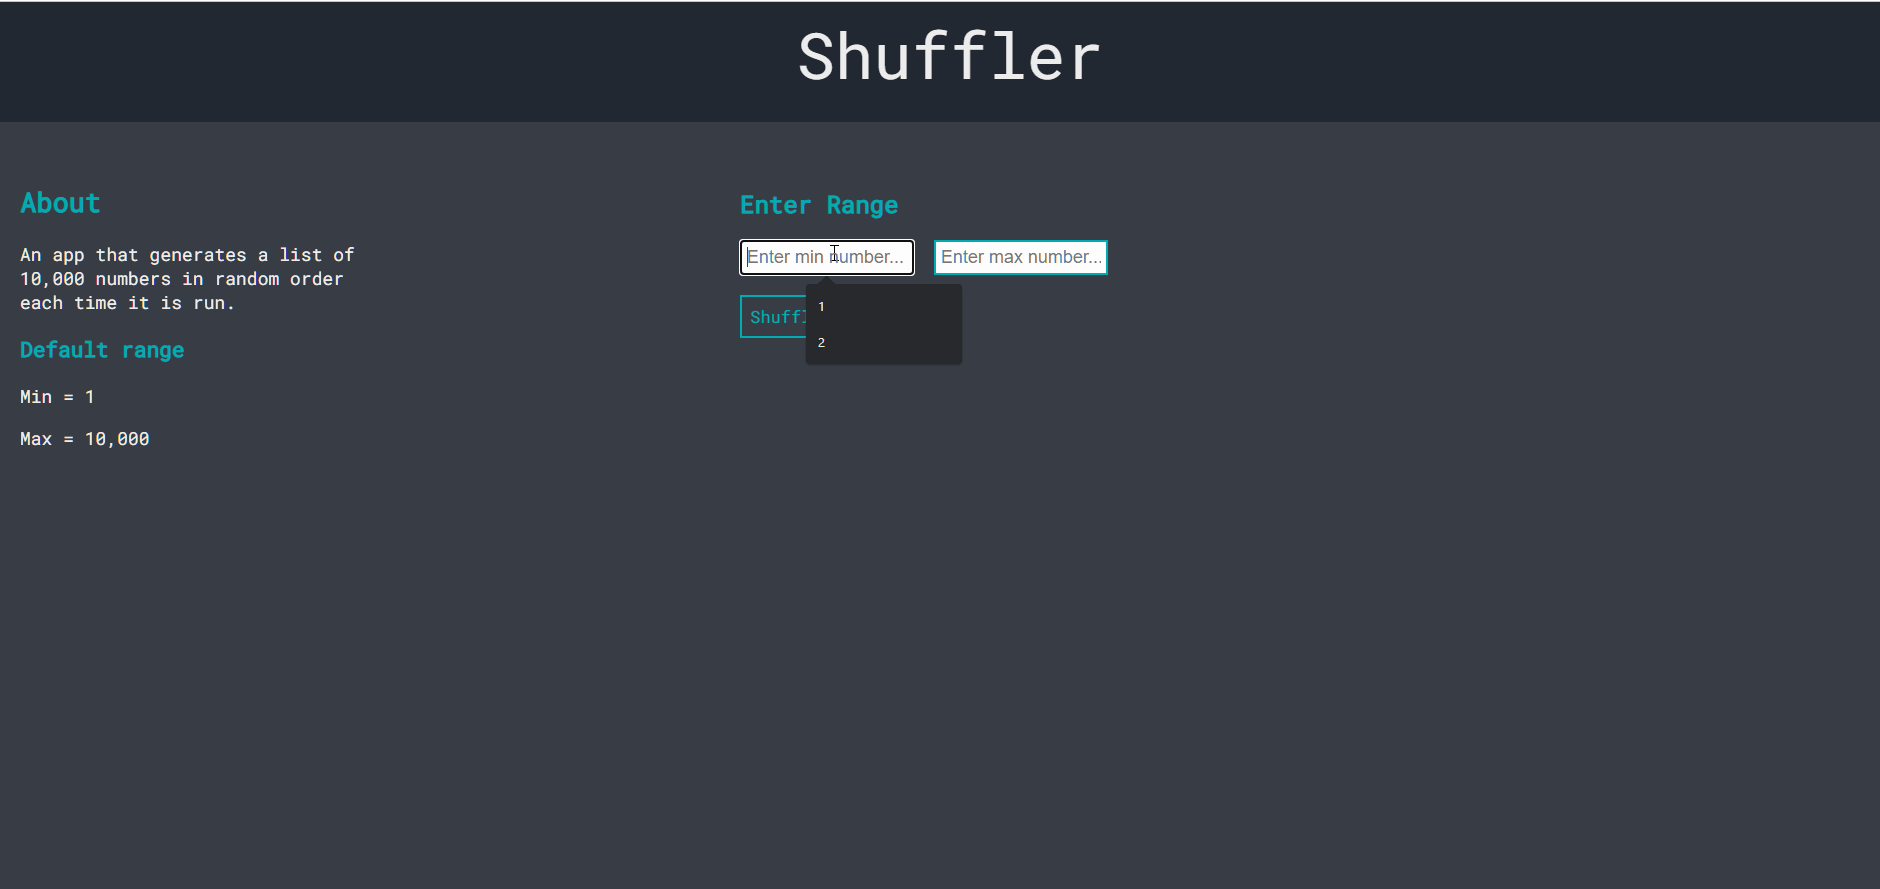 Shuffler
About
An app that generates a list of
10,000 numbers in random order
each time it is run.
Default range
Min = 1
Max = 10,000
Enter Range
Enter min number...
Enter max number...
1
2